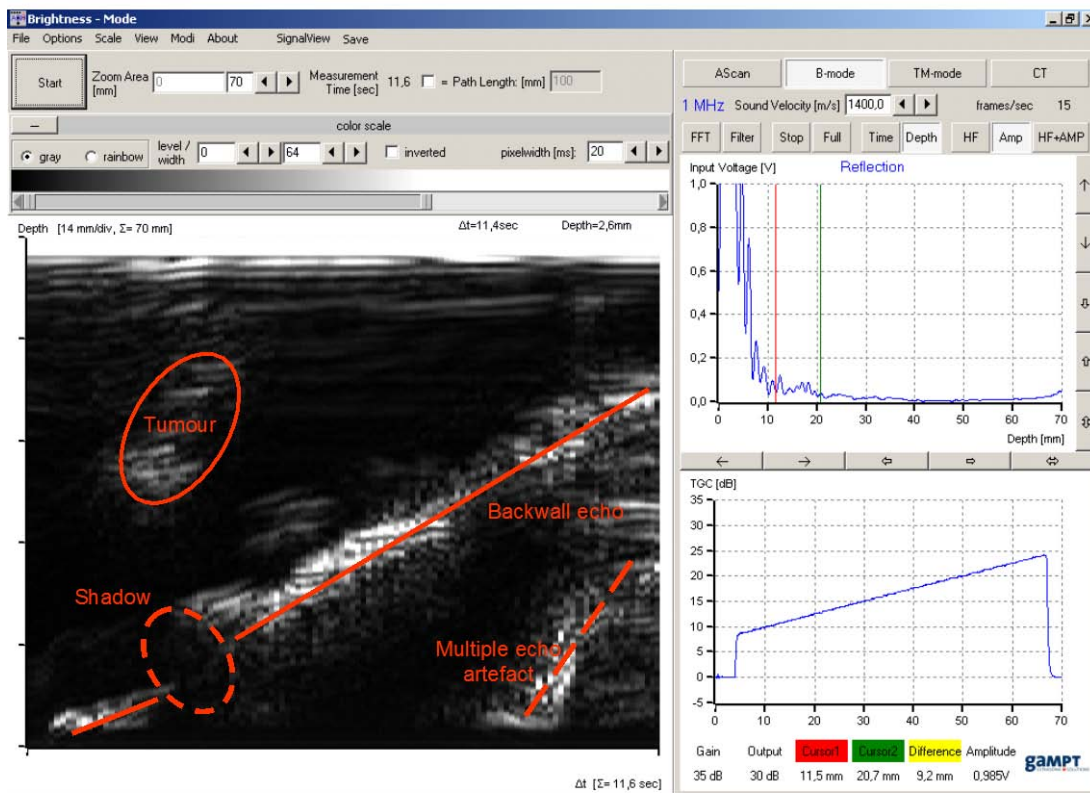 Brightness - Mode
File Options Scale View Modi About SignalView Save
Start
Zoom Area [mm] 0 70
Measurement Time [sec] 11,6 = Path Length: [mm] 100
color scale
gray rainbow level / width 0 64 inverted pixelwidth [ms]: 20
Depth [14 mm/div, Σ= 70 mm] Δt=11,4sec Depth=2,6mm
Tumour
Backwall echo
Shadow
Multiple echo
artefact
Δt [Σ= 11,6 sec]
AScan B-mode TM-mode CT
1 MHz Sound Velocity [m/s] 1400,0 frames/sec 15
FFT Filter Stop Full Time Depth HF Amp HF+AMP
Input Voltage [V] Reflection
1,0
0,8
0,6
0,4
0,2
0,0
0 10 20 30 40 50 60 70
Depth [mm]
TGC [dB]
35
30
25
20
15
10
5
0
-5
0 10 20 30 40 50 60 70
Depth [mm]
Gain Output Cursor1 Cursor2 Difference Amplitude
35 dB 30 dB 11,5 mm 20,7 mm 9,2 mm 0,985V
gAMPT